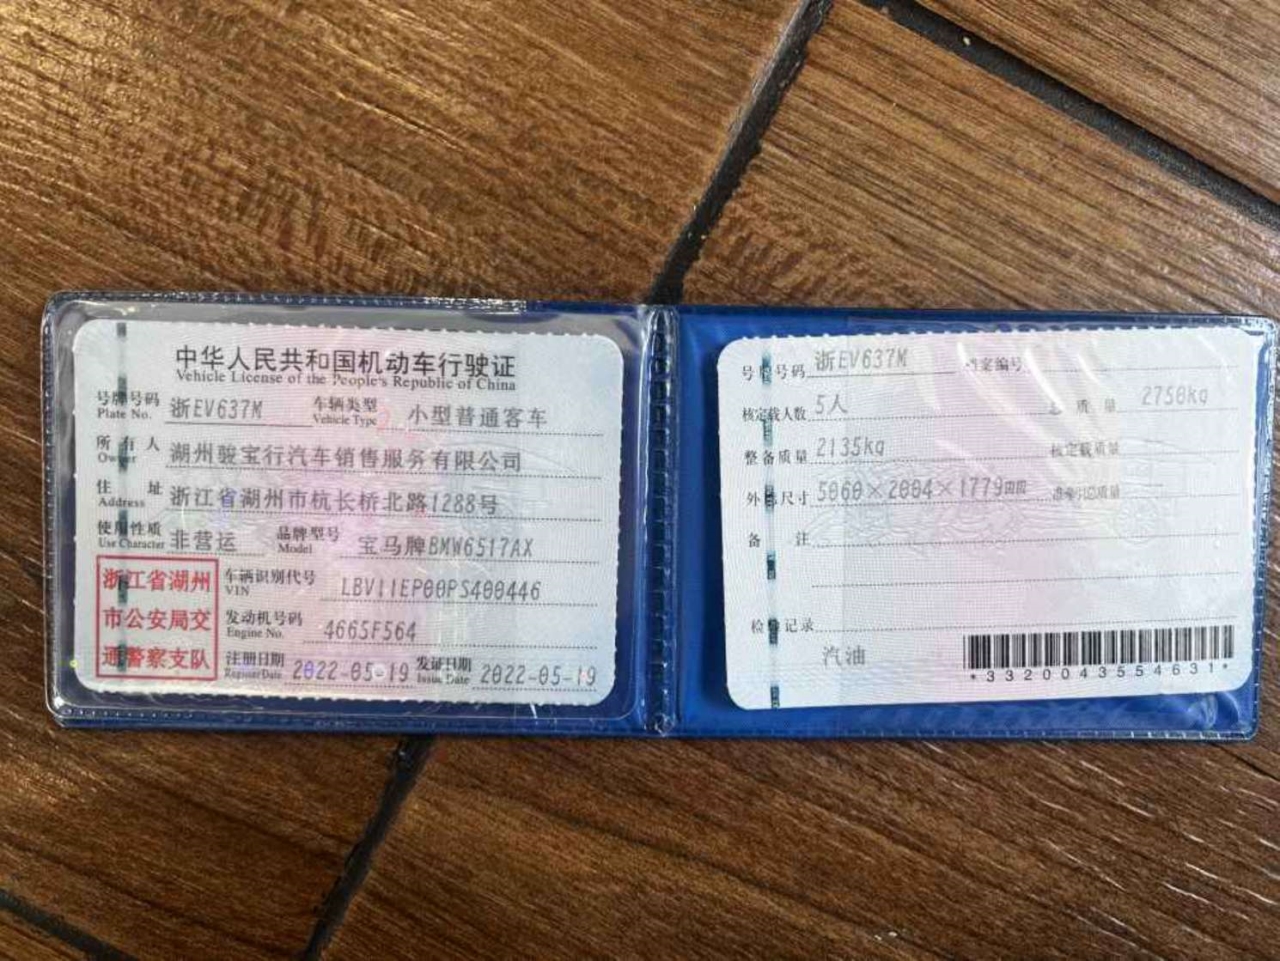 中华人民共和国机动车行驶证
Vehicle License of the People's Republic of China
号牌号码 浙EV637M 车辆类型 小型普通客车
Plate No. Vehicle Type
所有人 湖州骏宝行汽车销售服务有限公司
Owner
住址 浙江省湖州市杭长桥北路1288号
Address
使用性质 非营运 品牌型号 宝马牌BMW6517AX
Use Character Model
浙江省湖州
市公安局交
通警察支队
车辆识别代号 LBV11EP00PS400446
VIN
发动机号码 4665F564
Engine No.
注册日期 2022-05-19 发证日期 2022-05-19
Register Date Issue Date
号牌号码 浙EV637M 档案编号
核定载人数 5人 总质量 2750kg
整备质量 2135kg 核定载质量
外廓尺寸 5060×2004×1779mm 准牵引总质量
备注
检验记录
汽油
*3320043554631*